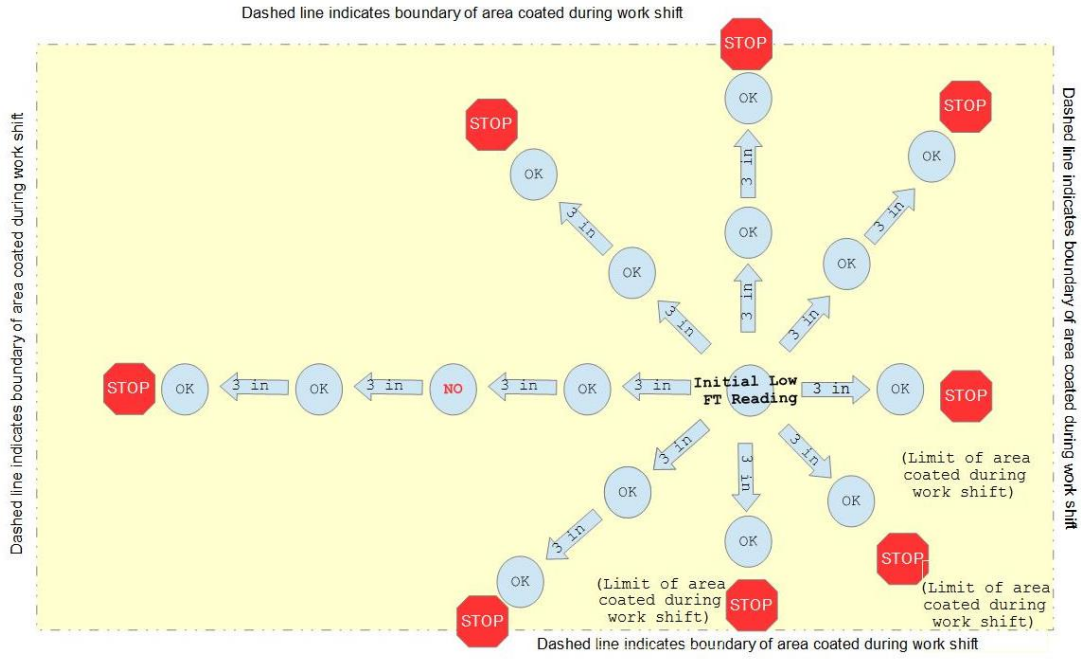 Dashed line indicates boundary of area coated during work shift
STOP
OK
STOP
OK
STOP
OK
3 in
3 in
3 in
OK
OK
OK
3 in
3 in
3 in
Dashed line indicates boundary of area coated during work shift
Dashed line indicates boundary of area coated during work shift
STOP
OK
3 in
OK
3 in
NO
3 in
OK
3 in
Initial Low
FT Reading
3 in
OK
STOP
3 in
3 in
3 in
(Limit of area
coated during
work shift)
OK
OK
3 in
OK
STOP
OK
STOP
(Limit of area
coated during
work shift)
STOP
(Limit of area
coated during
work shift)
STOP
Dashed line indicates boundary of area coated during work shift